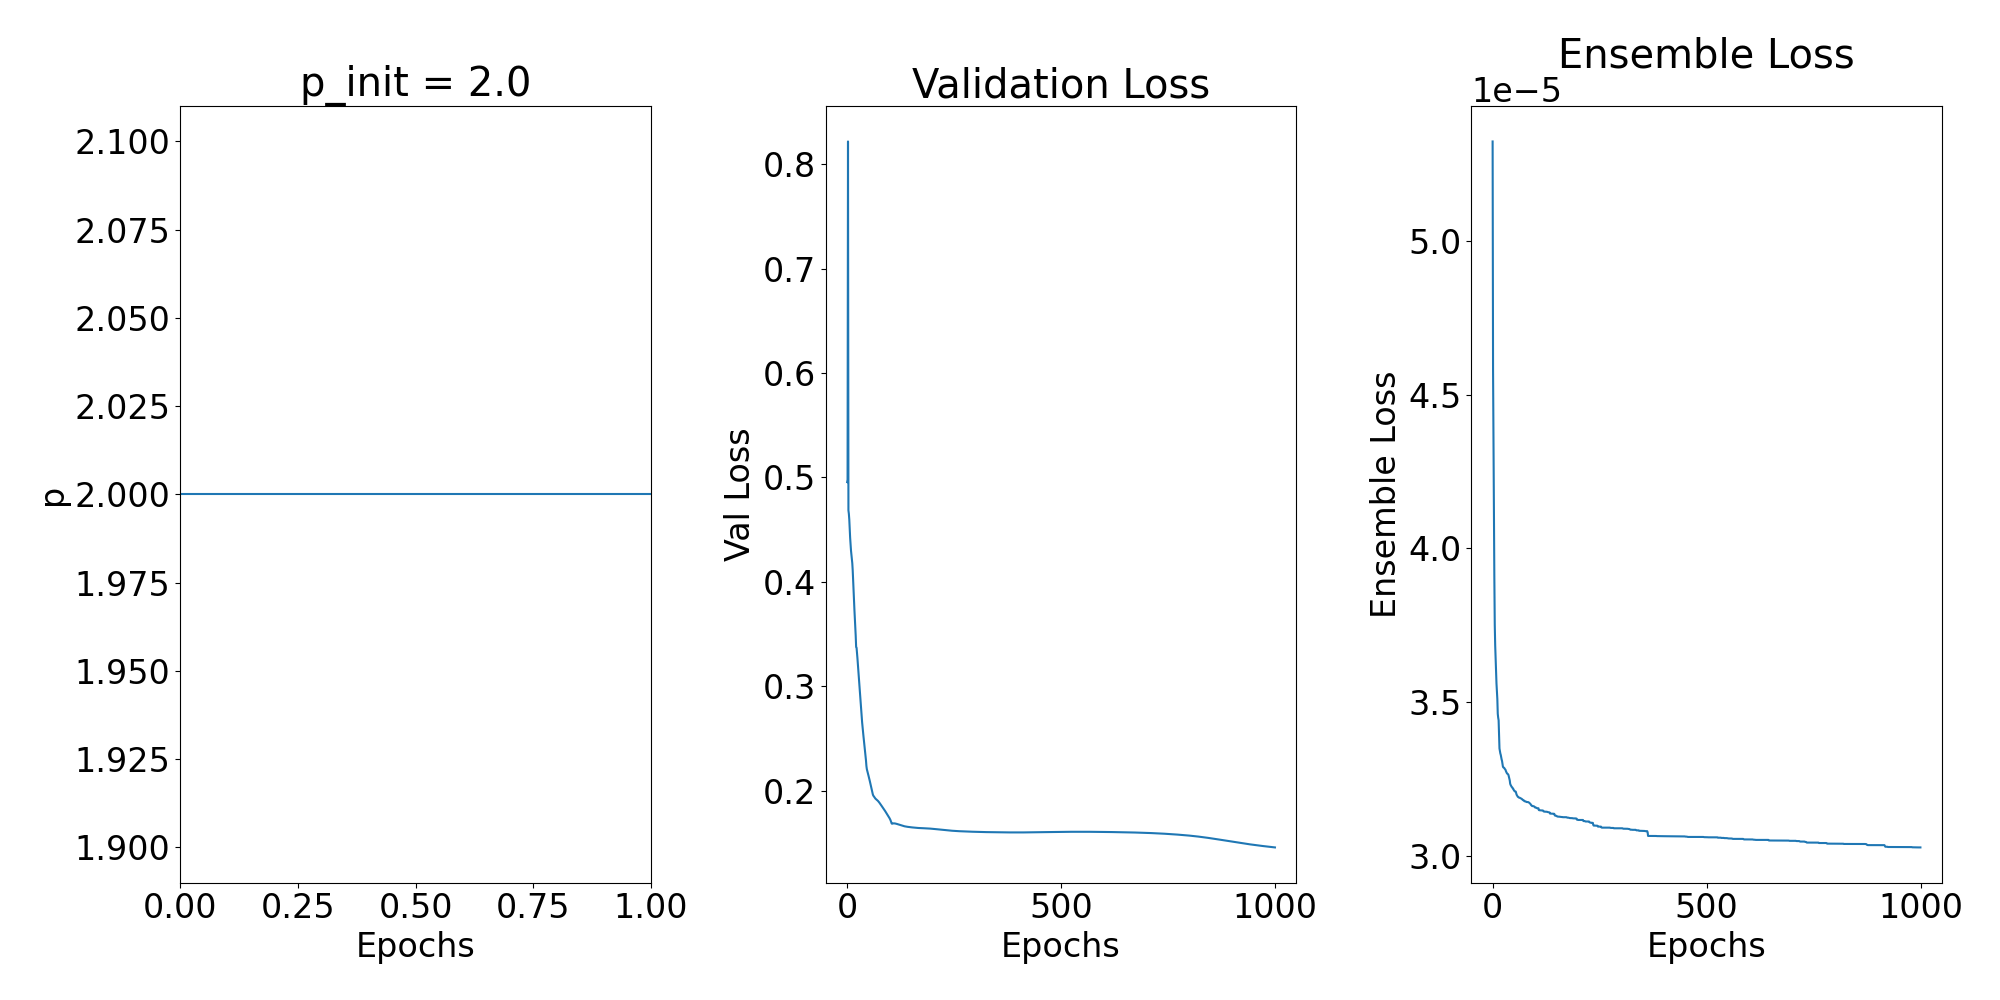 p_init = 2.0
2.100
2.075
2.050
2.025
2.000
1.975
1.950
1.925
1.900
p
0.00 0.25 0.50 0.75 1.00
Epochs
Validation Loss
0.8
0.7
0.6
0.5
0.4
0.3
0.2
Val Loss
0 500 1000
Epochs
Ensemble Loss
1e−5
5.0
4.5
4.0
3.5
3.0
Ensemble Loss
0 500 1000
Epochs